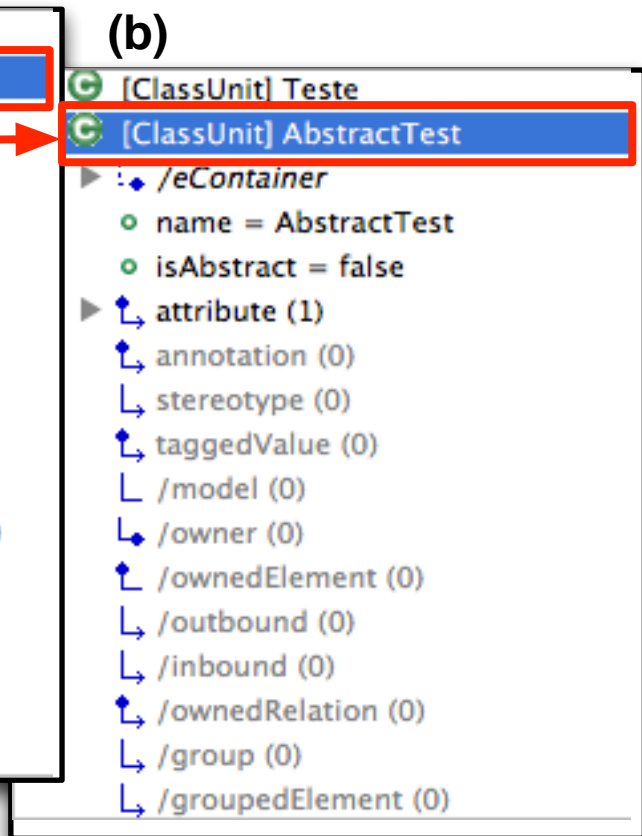 (b)
[ClassUnit] Teste
[ClassUnit] AbstractTest
/eContainer
name = AbstractTest
isAbstract = false
attribute (1)
annotation (0)
stereotype (0)
taggedValue (0)
/model (0)
/owner (0)
/ownedElement (0)
/outbound (0)
/inbound (0)
/ownedRelation (0)
/group (0)
/groupedElement (0)